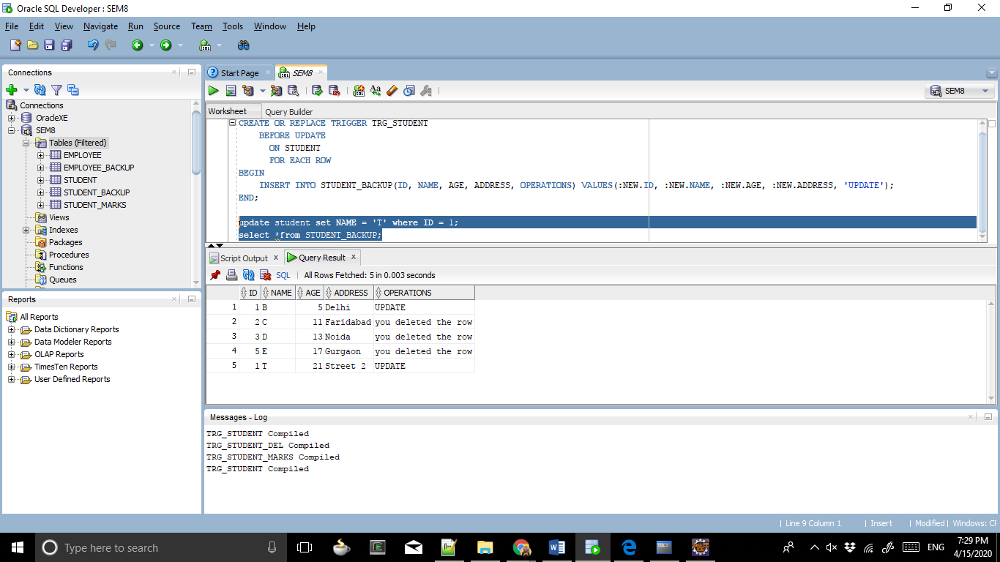 Oracle SQL Developer : SEM8
File Edit View Navigate Run Source Team Tools Window Help
Connections
Connections
OradeXE
SEM8
Tables (Filtered)
EMPLOYEE
EMPLOYEE_BACKUP
STUDENT
STUDENT_BACKUP
STUDENT_MARKS
Views
Indexes
Packages
Procedures
Functions
Queues
Reports
All Reports
Data Dictionary Reports
Data Modeler Reports
OLAP Reports
TimesTen Reports
User Defined Reports
Start Page
SEM8
SEM8
Worksheet Query Builder
CREATE OR REPLACE TRIGGER TRG_STUDENT
BEFORE UPDATE
ON STUDENT
FOR EACH ROW
BEGIN
INSERT INTO STUDENT_BACKUP(ID, NAME, AGE, ADDRESS, OPERATIONS) VALUES(:NEW.ID, :NEW.NAME, :NEW.AGE, :NEW.ADDRESS, 'UPDATE');
END;
update student set NAME = 'T' where ID = 1;
select *from STUDENT_BACKUP;
Script Output x Query Result x
SQL | All Rows Fetched: 5 in 0.003 seconds
ID NAME AGE ADDRESS OPERATIONS
1 1 B 5 Delhi UPDATE
2 2 C 11 Faridabad you deleted the row
3 3 D 13 Noida you deleted the row
4 5 E 17 Gurgaon you deleted the row
5 1 T 21 Street 2 UPDATE
Messages - Log
TRG_STUDENT Compiled
TRG_STUDENT_DEL Compiled
TRG_STUDENT_MARKS Compiled
TRG_STUDENT Compiled
| Line 9 Column 1 | Insert | Modified | Windows: CF
Type here to search
ENG
7:29 PM
4/15/2020